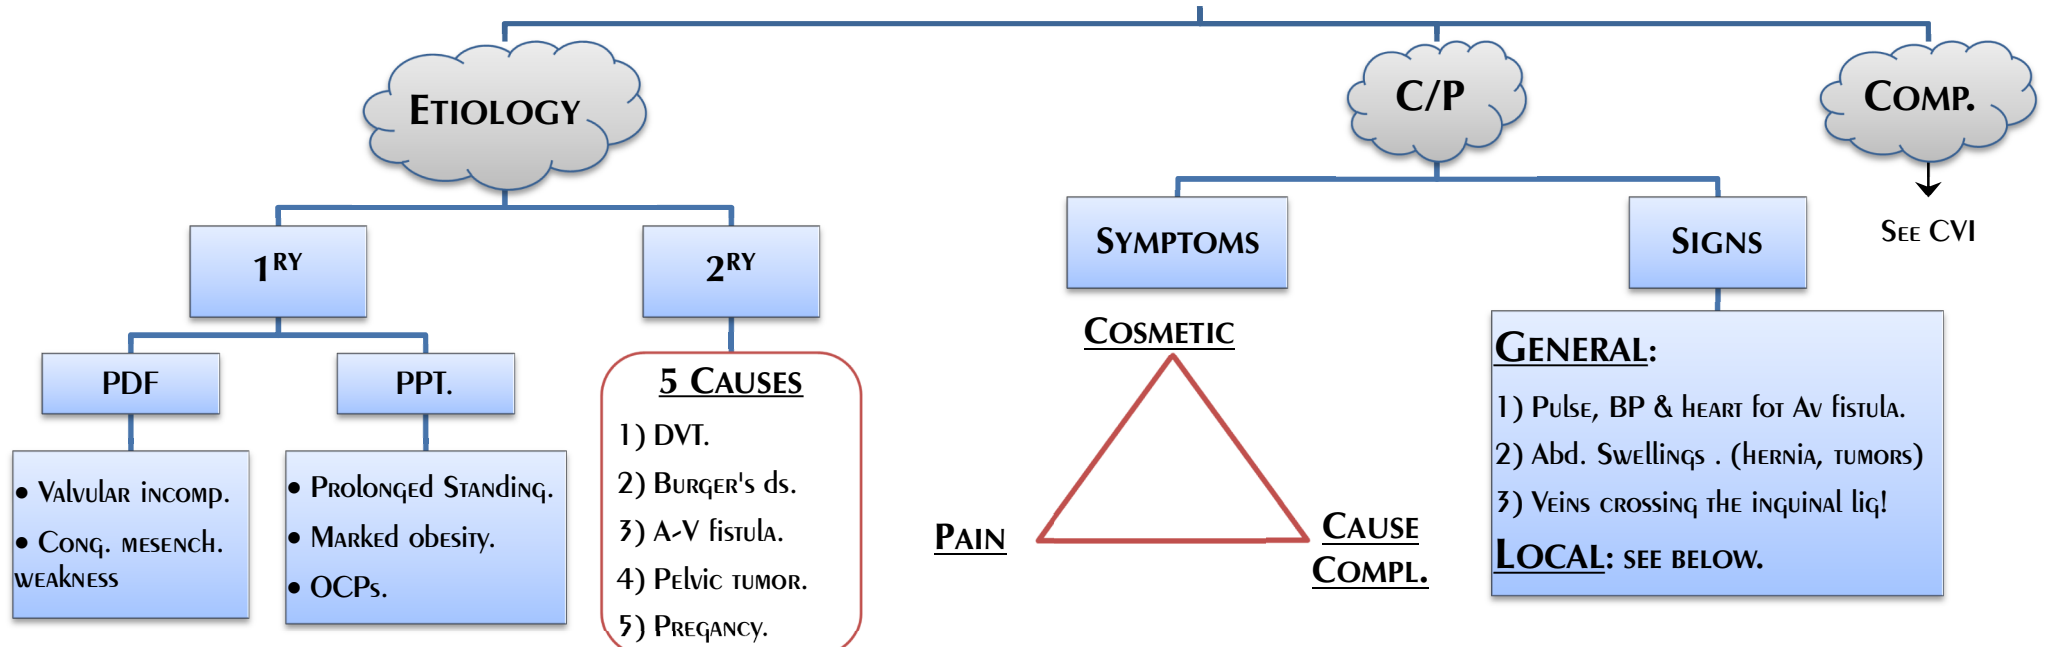 Etiology
C/P
Comp.
1ry
2ry
Symptoms
Signs
See CVI
PDF
PPT.
• Valvular incomp.
• Cong. mesench.
weakness
• Prolonged Standing.
• Marked obesity.
• OCPs.
5 Causes
1) DVT.
2) Burger's ds.
3) A-V fistula.
4) Pelvic tumor.
5) Pregancy.
Cosmetic
Pain
Cause
Compl.
General:
1) Pulse, BP & heart fot Av fistula.
2) Abd. Swellings . (hernia, tumors)
3) Veins crossing the inguinal lig!
Local: see below.